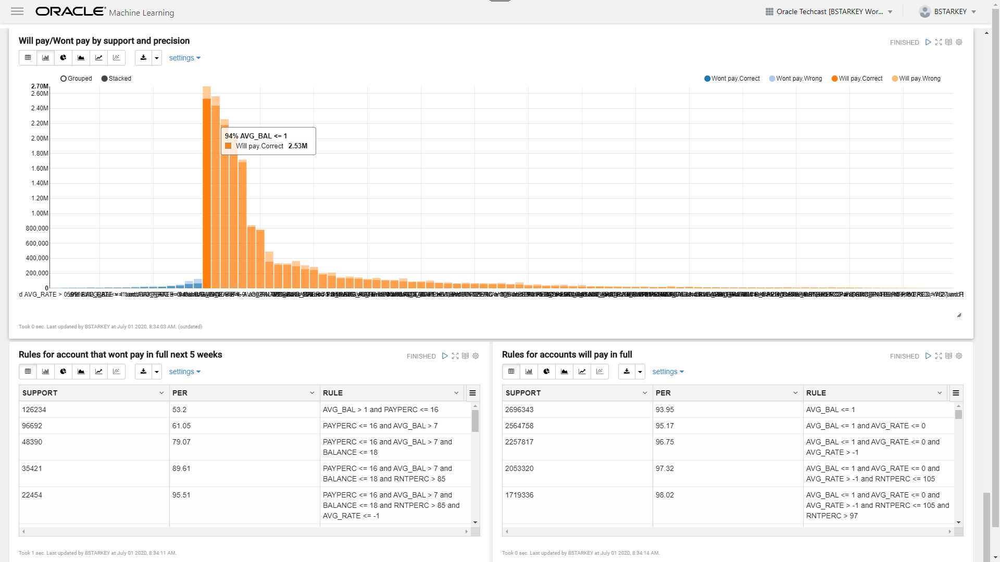 ORACLE® Machine Learning
Oracle Techcast [BSTARKEY Wor...
BSTARKEY
Will pay/Wont pay by support and precision
FINISHED
settings
Grouped
Stacked
Wont pay.Correct
Wont pay.Wrong
Will pay.Correct
Will pay.Wrong
2.70M
2.60M
2.40M
2.20M
2.00M
1.80M
1.60M
1.40M
1.20M
1.00M
800,000
600,000
400,000
200,000
0
94% AVG_BAL <= 1
Will pay.Correct 2.53M
d AVG_RATE > 0
Took 0 sec. Last updated by BSTARKEY at July 01 2020, 8:34:03 AM. (outdated)
Rules for account that wont pay in full next 5 weeks
FINISHED
settings
SUPPORT PER RULE
126234 53.2 AVG_BAL > 1 and PAYPERC <= 16
96692 61.05 PAYPERC <= 16 and AVG_BAL > 7
48390 79.07 PAYPERC <= 16 and AVG_BAL > 7 and
BALANCE <= 18
35421 89.61 PAYPERC <= 16 and AVG_BAL > 7 and
BALANCE <= 18 and RNTPERC > 85
22454 95.51 PAYPERC <= 16 and AVG_BAL > 7 and
BALANCE <= 18 and RNTPERC > 85 and
AVG_RATE <= -1
Took 1 sec. Last updated by BSTARKEY at July 01 2020, 8:34:11 AM.
Rules for accounts will pay in full
FINISHED
settings
SUPPORT PER RULE
2696343 93.95 AVG_BAL <= 1
2564758 95.17 AVG_BAL <= 1 and AVG_RATE <= 0
2257817 96.75 AVG_BAL <= 1 and AVG_RATE <= 0 and
AVG_RATE > -1
2053320 97.32 AVG_BAL <= 1 and AVG_RATE <= 0 and
AVG_RATE > -1 and RNTPERC <= 105
1719336 98.02 AVG_BAL <= 1 and AVG_RATE <= 0 and
AVG_RATE > -1 and RNTPERC <= 105 and
RNTPERC > 97
Took 0 sec. Last updated by BSTARKEY at July 01 2020, 8:34:14 AM.